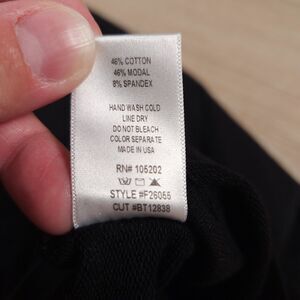 46% COTTON
46% MODAL
8% SPANDEX
HAND WASH COLD
LINE DRY
DO NOT BLEACH
COLOR SEPARATE
MADE IN USA
RN# 105202
STYLE #F26055
CUT #BT12838